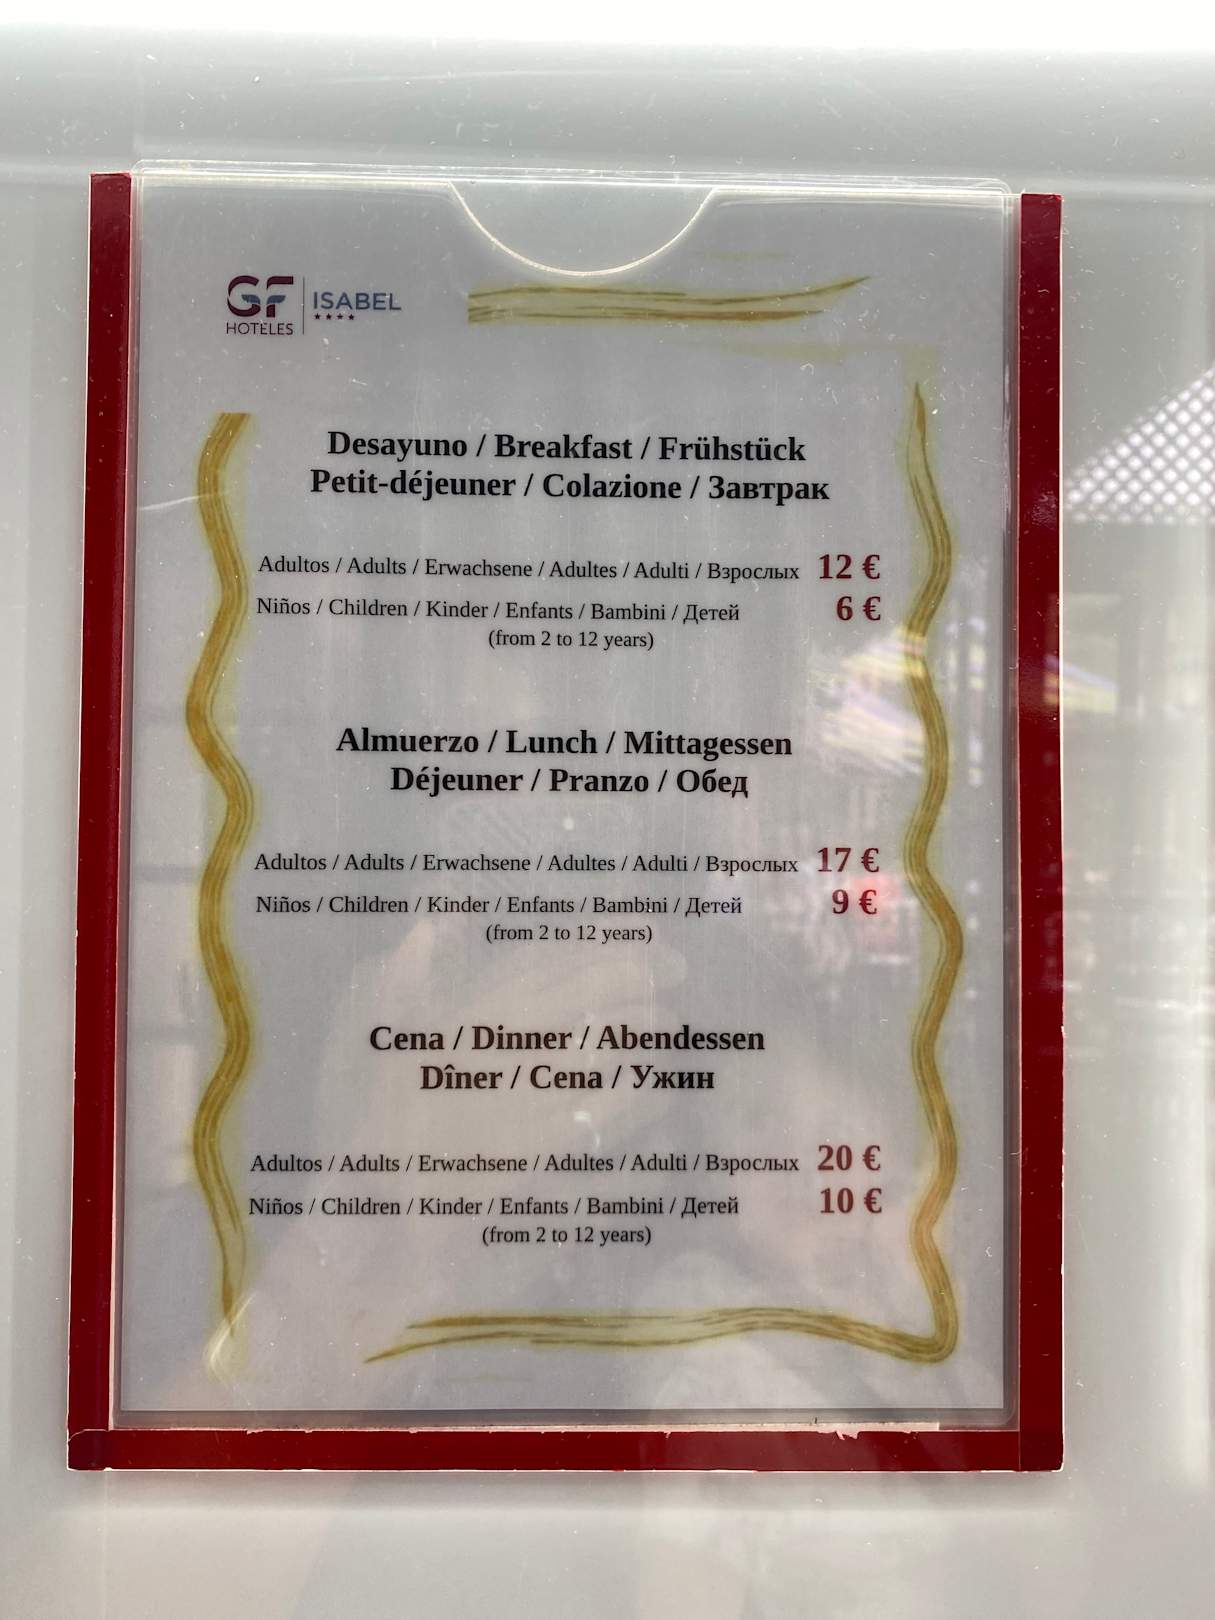 GF HOTELES ISABEL
★★★★
Desayuno / Breakfast / Frühstück
Petit-déjeuner / Colazione / Завтрак
Adultos / Adults / Erwachsene / Adultes / Adulti / Взрослых 12 €
Niños / Children / Kinder / Enfants / Bambini / Детей 6 €
(from 2 to 12 years)
Almuerzo / Lunch / Mittagessen
Déjeuner / Pranzo / Обед
Adultos / Adults / Erwachsene / Adultes / Adulti / Взрослых 17 €
Niños / Children / Kinder / Enfants / Bambini / Детей 9 €
(from 2 to 12 years)
Cena / Dinner / Abendessen
Dîner / Cena / Ужин
Adultos / Adults / Erwachsene / Adultes / Adulti / Взрослых 20 €
Niños / Children / Kinder / Enfants / Bambini / Детей 10 €
(from 2 to 12 years)